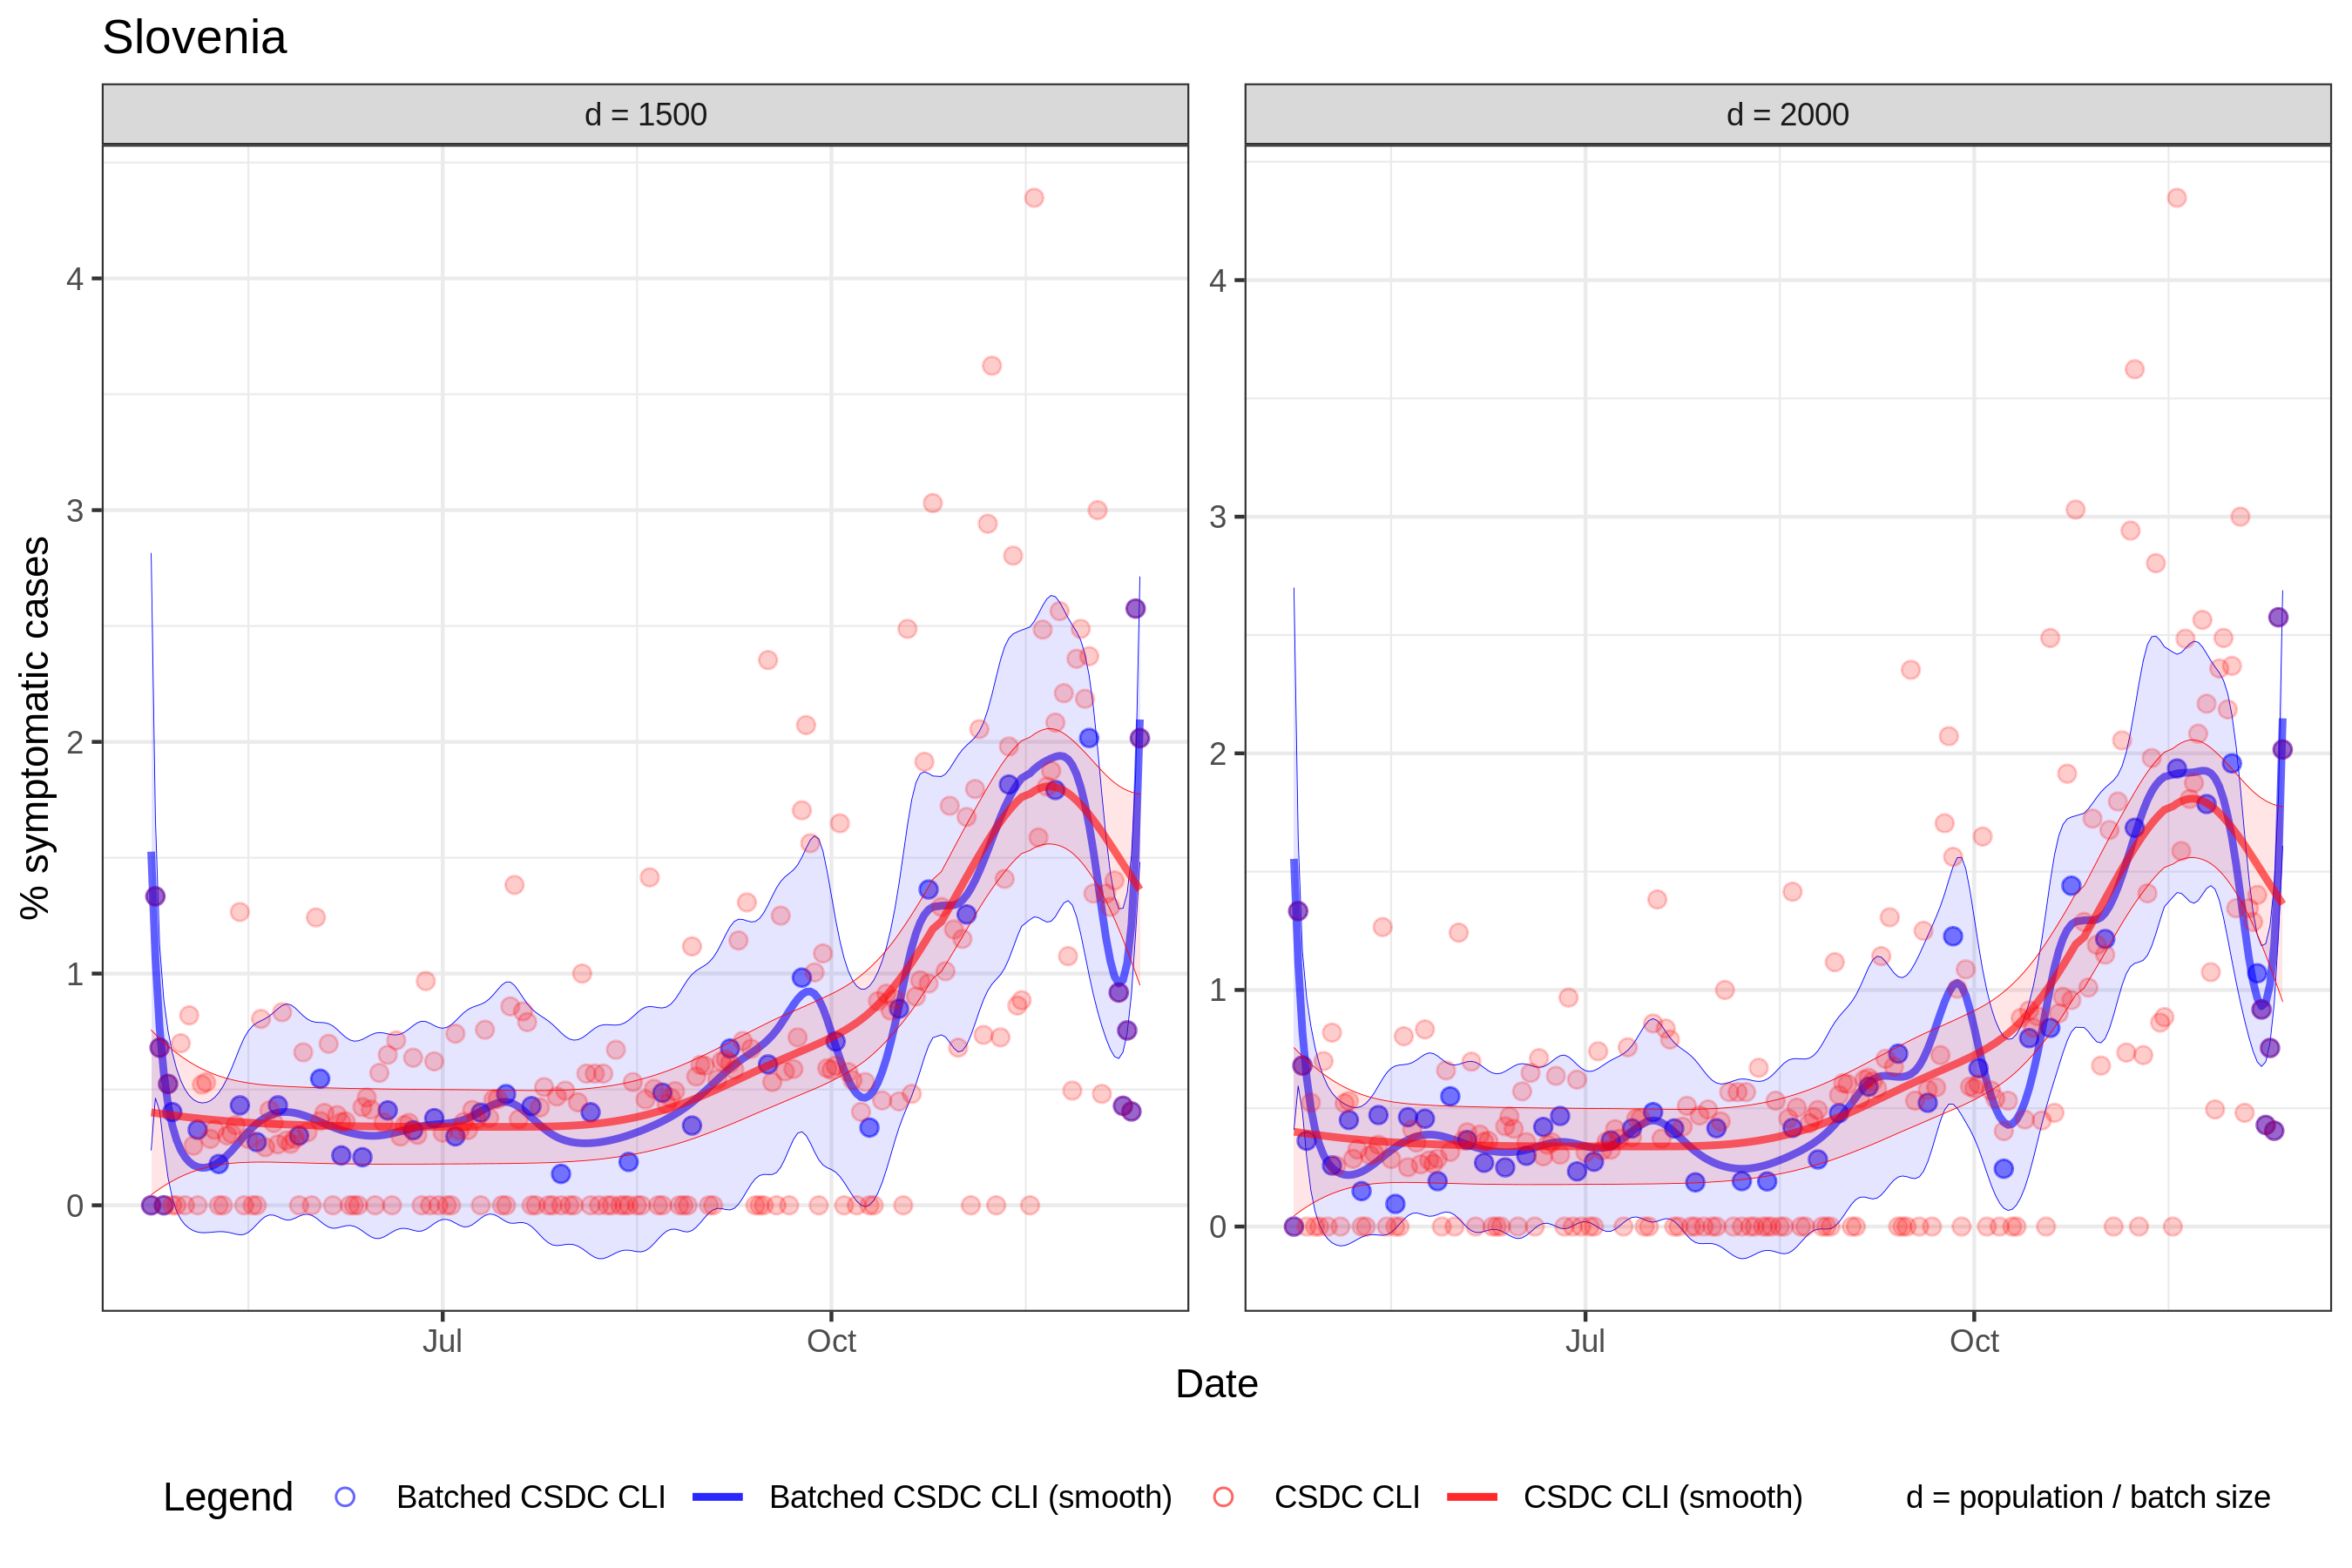 Slovenia
d = 1500
d = 2000
% symptomatic cases
4
3
2
1
0
4
3
2
1
0
Jul
Oct
Jul
Oct
Date
Legend
Batched CSDC CLI
Batched CSDC CLI (smooth)
CSDC CLI
CSDC CLI (smooth)
d = population / batch size